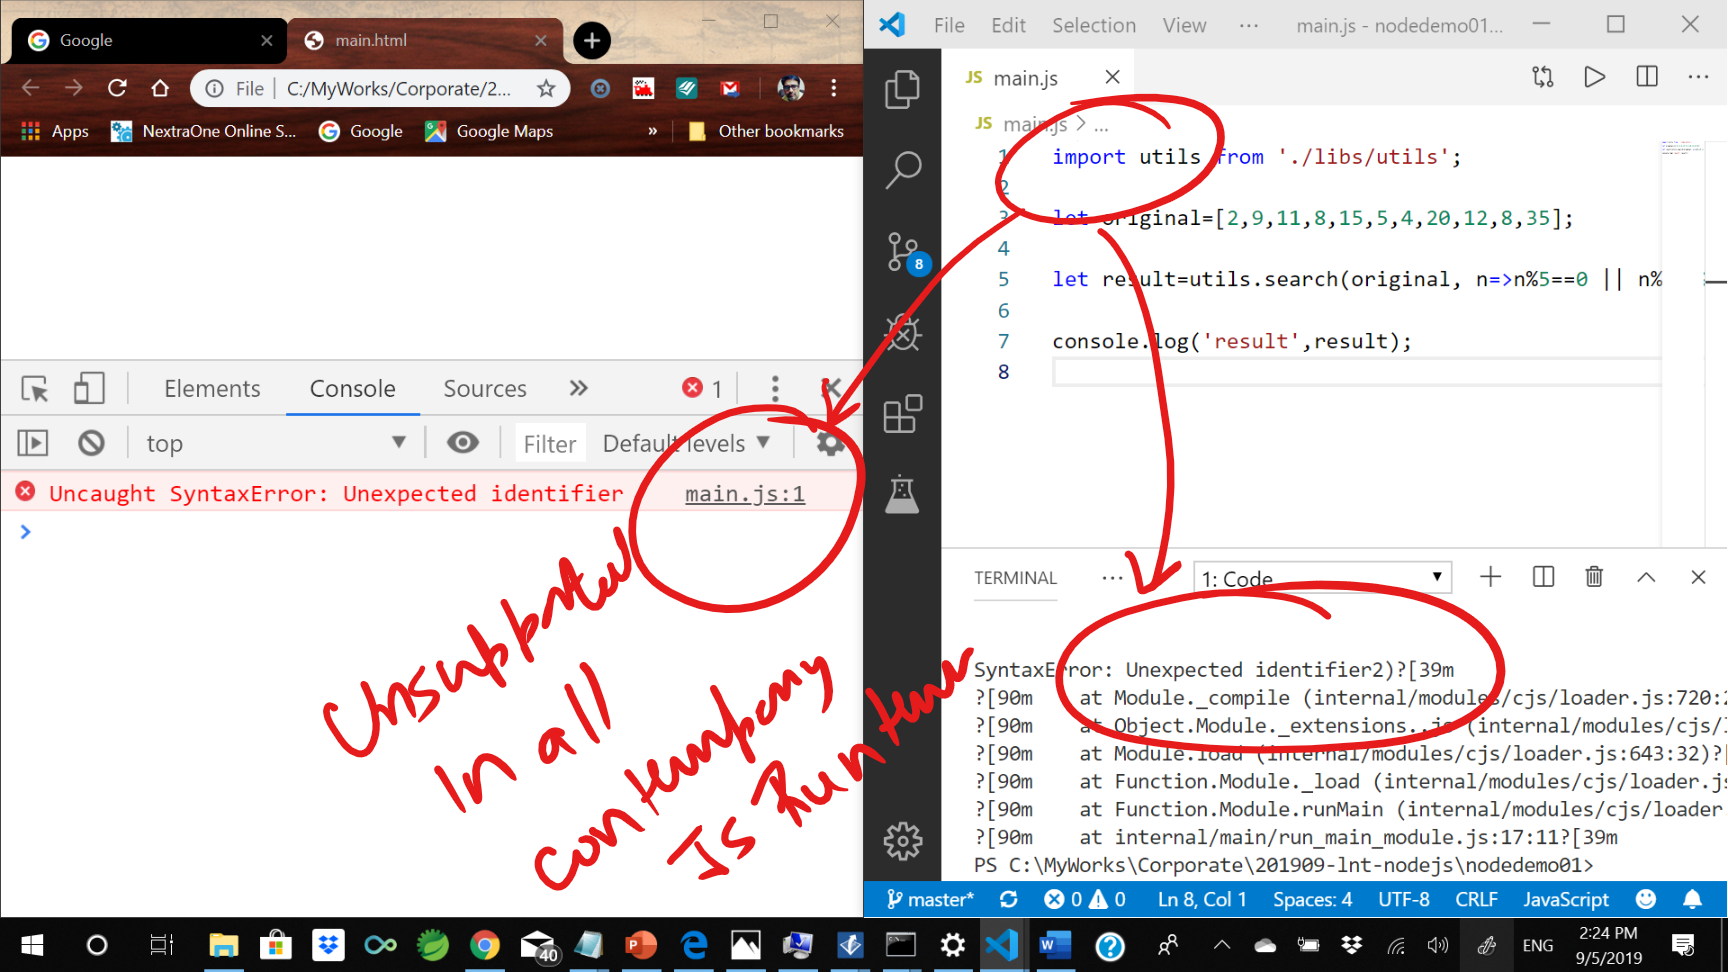 Google
main.html
File
C:/MyWorks/Corporate/2...
Apps
NextraOne Online S...
Google
Google Maps
»
Other bookmarks
Elements
Console
Sources
1
top
Filter
Default levels
Uncaught SyntaxError: Unexpected identifier
main.js:1
Unsupported
In all
contemporary
Js Runtime
File Edit Selection View ... main.js - nodedemo01...
JS main.js
JS main.js > ...
1 import utils from './libs/utils';
2
3 let original=[2,9,11,8,15,5,4,20,12,8,35];
4
5 let result=utils.search(original, n=>n%5==0 || n%
6
7 console.log('result',result);
8
8
TERMINAL
...
1: Code
SyntaxError: Unexpected identifier2)?[39m
?[90m    at Module._compile (internal/modules/cjs/loader.js:720:2
?[90m    at Object.Module._extensions..js (internal/modules/cjs/l
?[90m    at Module.load (internal/modules/cjs/loader.js:643:32)?[
?[90m    at Function.Module._load (internal/modules/cjs/loader.js
?[90m    at Function.Module.runMain (internal/modules/cjs/loader.
?[90m    at internal/main/run_main_module.js:17:11?[39m
PS C:\MyWorks\Corporate\201909-lnt-nodejs\nodedemo01>
master* 0 0 Ln 8, Col 1 Spaces: 4 UTF-8 CRLF JavaScript
40
ENG
2:24 PM
9/5/2019